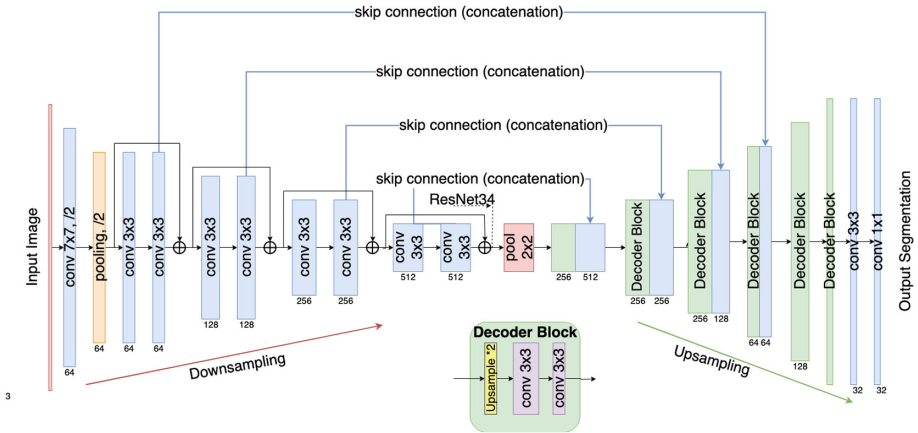 skip connection (concatenation)
skip connection (concatenation)
skip connection (concatenation)
skip connection (concatenation)
ResNet34
Input Image
conv 7x7, /2
pooling, /2
conv 3x3
conv 3x3
conv 3x3
conv 3x3
conv 3x3
conv 3x3
conv
3x3
conv
3x3
pool
2x2
Decoder Block
Decoder Block
Decoder Block
Decoder Block
Decoder Block
conv 3x3
conv 1x1
Output Segmentation
3
64
64
64
64
128
128
256
256
512
512
256
512
256
256
256
128
64
64
128
32
32
Downsampling
Upsampling
Decoder Block
Upsample *2
conv 3x3
conv 3x3